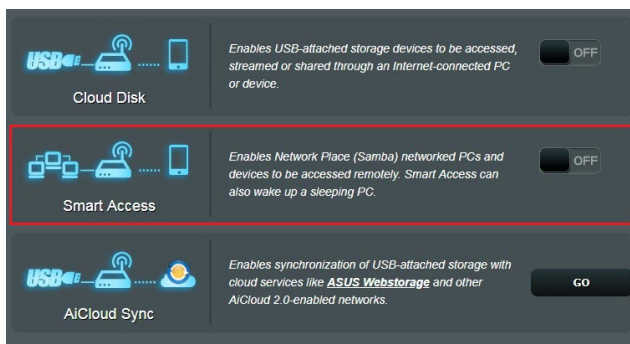 USB
Cloud Disk
Enables USB-attached storage devices to be accessed,
streamed or shared through an Internet-connected PC
or device.
OFF
Smart Access
Enables Network Place (Samba) networked PCs and
devices to be accessed remotely. Smart Access can
also wake up a sleeping PC.
OFF
USB
AiCloud Sync
Enables synchronization of USB-attached storage with
cloud services like ASUS Webstorage and other
AiCloud 2.0-enabled networks.
GO